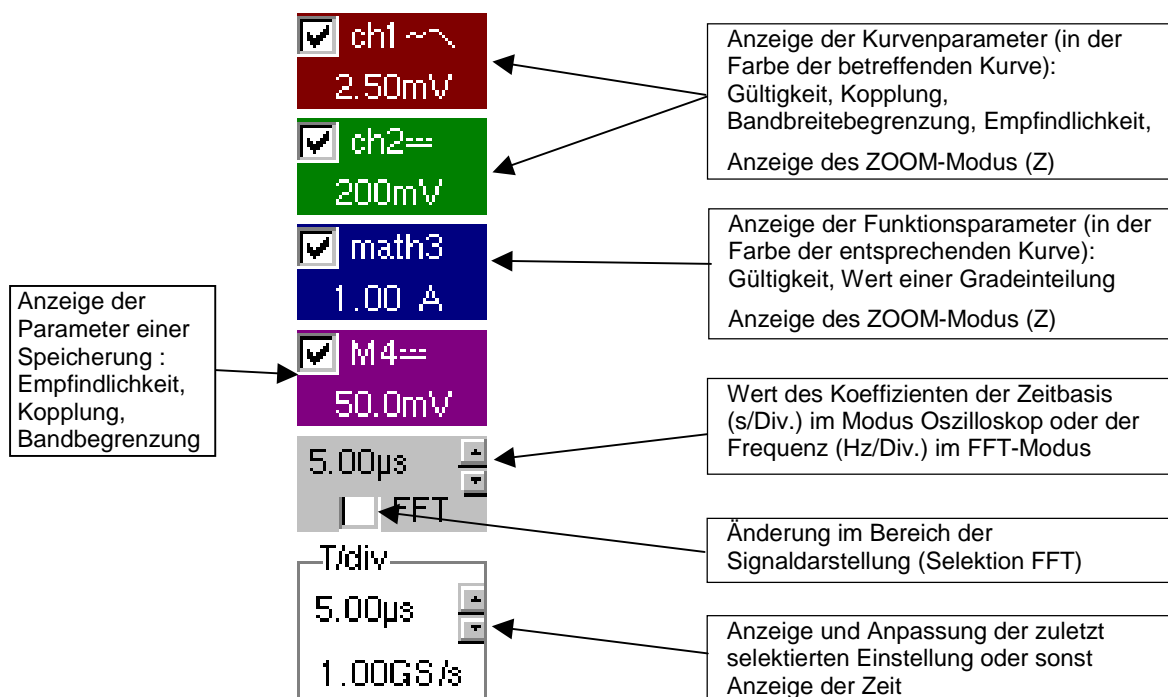 ch1
2.50mV
ch2
200mV
math3
1.00 A
M4
50.0mV
5.00µs
FFT
T/div
5.00µs
1.00GS/s
Anzeige der
Parameter einer
Speicherung :
Empfindlichkeit,
Kopplung,
Bandbegrenzung
Anzeige der Kurvenparameter (in der
Farbe der betreffenden Kurve):
Gültigkeit, Kopplung,
Bandbreitebegrenzung, Empfindlichkeit,
Anzeige des ZOOM-Modus (Z)
Anzeige der Funktionsparameter (in der
Farbe der entsprechenden Kurve):
Gültigkeit, Wert einer Gradeinteilung
Anzeige des ZOOM-Modus (Z)
Wert des Koeffizienten der Zeitbasis
(s/Div.) im Modus Oszilloskop oder der
Frequenz (Hz/Div.) im FFT-Modus
Änderung im Bereich der
Signaldarstellung (Selektion FFT)
Anzeige und Anpassung der zuletzt
selektierten Einstellung oder sonst
Anzeige der Zeit